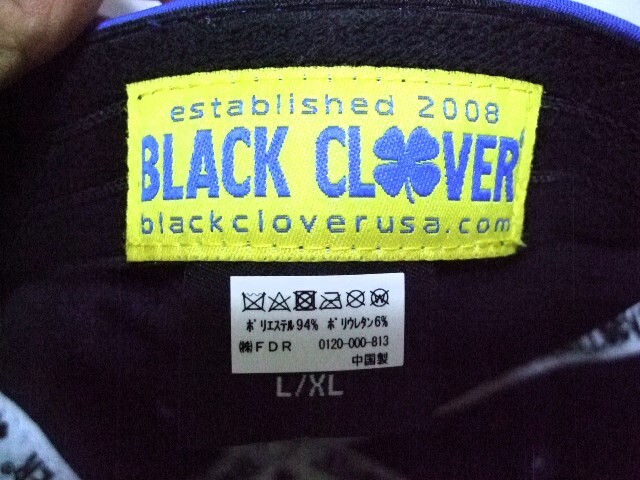 established 2008
BLACK CLOVER
blackcloverusa.com
ポリエステル94% ポリウレタン6%
㈱FDR 0120-000-813
中国製
L/XL